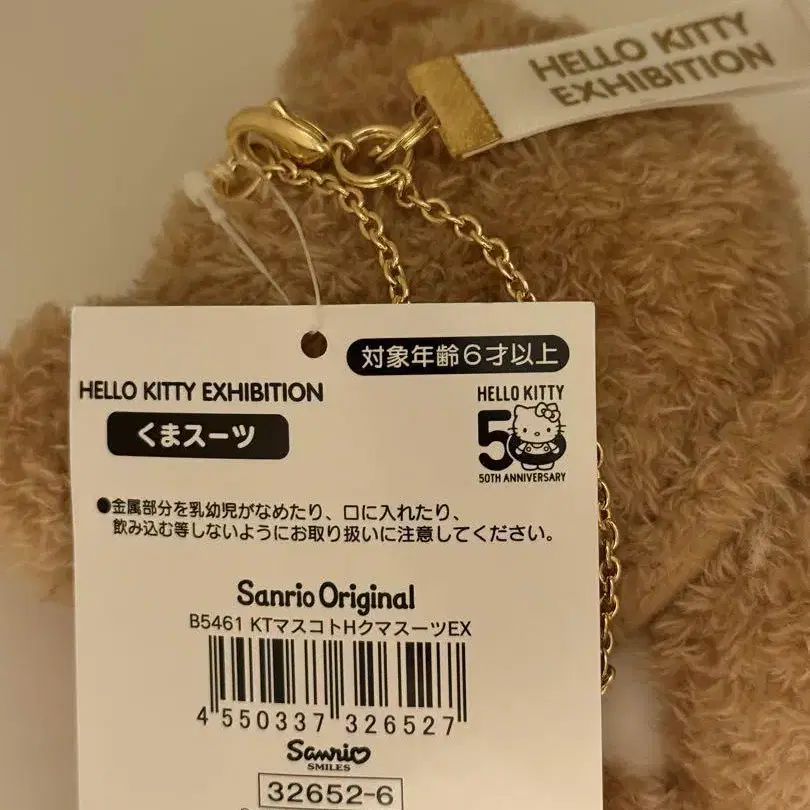 HELLO KITTY
EXHIBITION
対象年齢6才以上
HELLO KITTY EXHIBITION
くまスーツ
HELLO KITTY
50
50TH ANNIVERSARY
●金属部分を乳幼児がなめたり、口に入れたり、
飲み込む等しないようにお取り扱いに注意してください。
Sanrio Original
B5461 KTマスコトHクマスーツEX
4 550337 326527
Sanrio
SMILES
32652-6